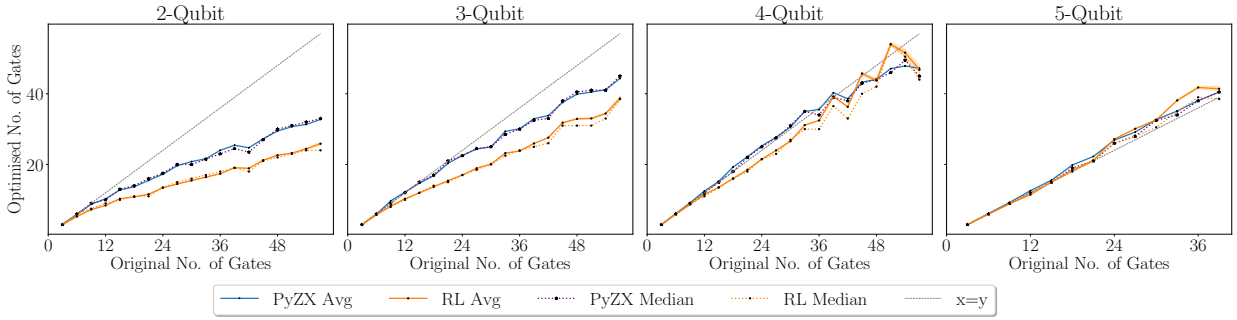 2-Qubit
3-Qubit
4-Qubit
5-Qubit
Optimised No. of Gates
40
20
0 12 24 36 48
0 12 24 36 48
0 12 24 36 48
0 12 24 36
Original No. of Gates
Original No. of Gates
Original No. of Gates
Original No. of Gates
PyZX Avg
RL Avg
PyZX Median
RL Median
x=y